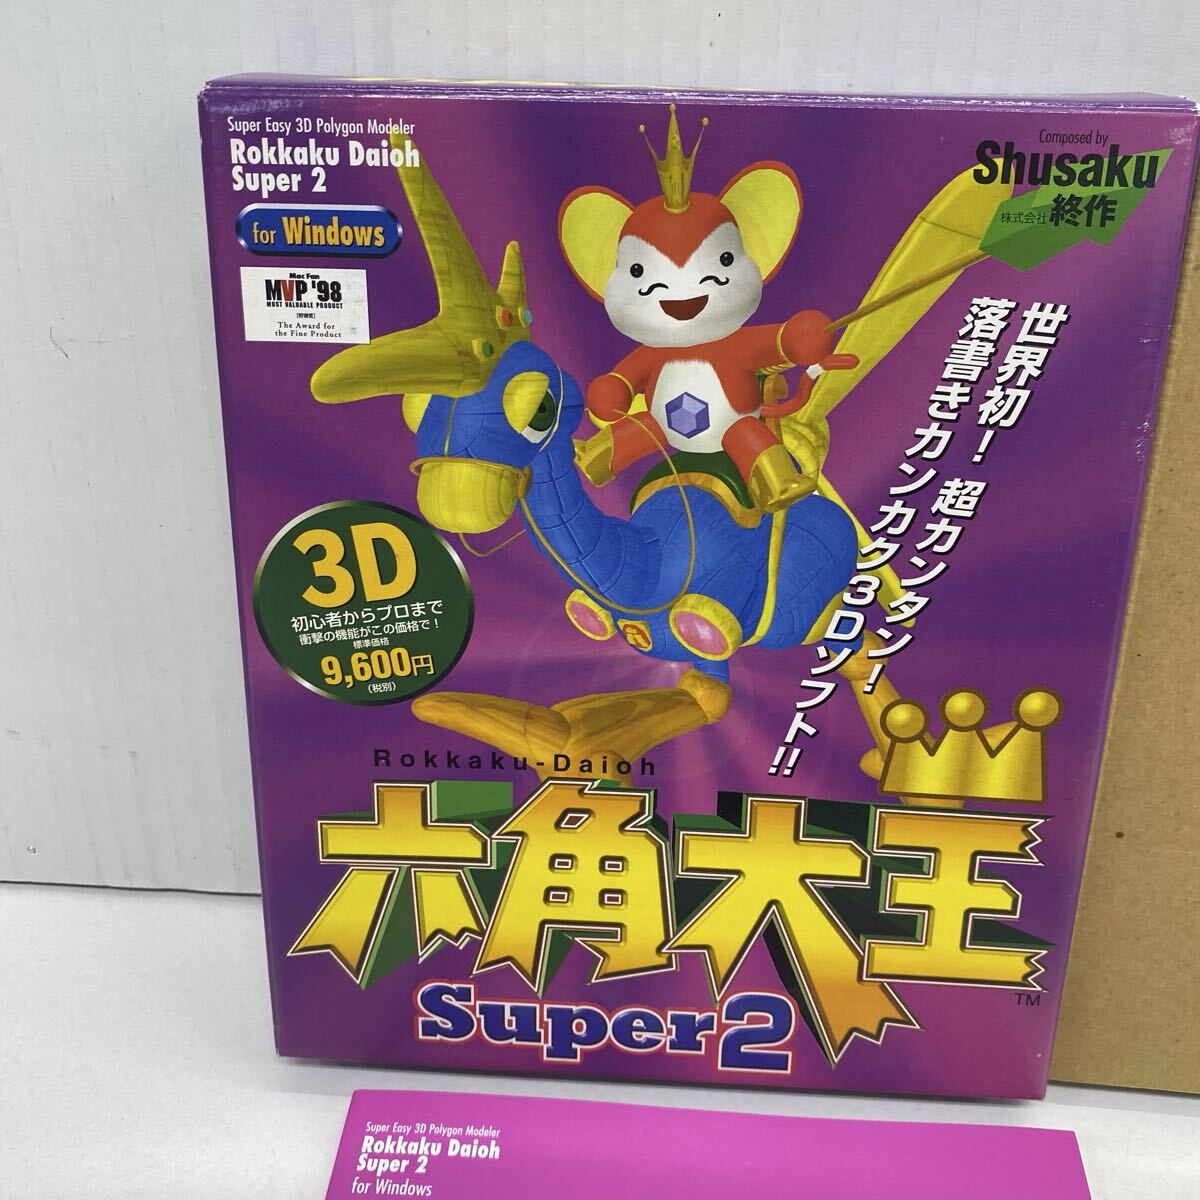 Super Easy 3D Polygon Modeler
Rokkaku Daioh
Super 2
for Windows
Mac Fan
MVP '98
MOST VALUABLE PRODUCT
[特別賞]
The Award for
the Fine Product
Composed by
Shusaku
株式会社 終作
世界初！超カンタン！
落書きカンカク3Dソフト!!
3D
初心者からプロまで
衝撃の機能がこの価格で！
標準価格
9,600円
(税別)
Rokkaku-Daioh
六角大王
TM
Super2
Super Easy 3D Polygon Modeler
Rokkaku Daioh
Super 2
for Windows